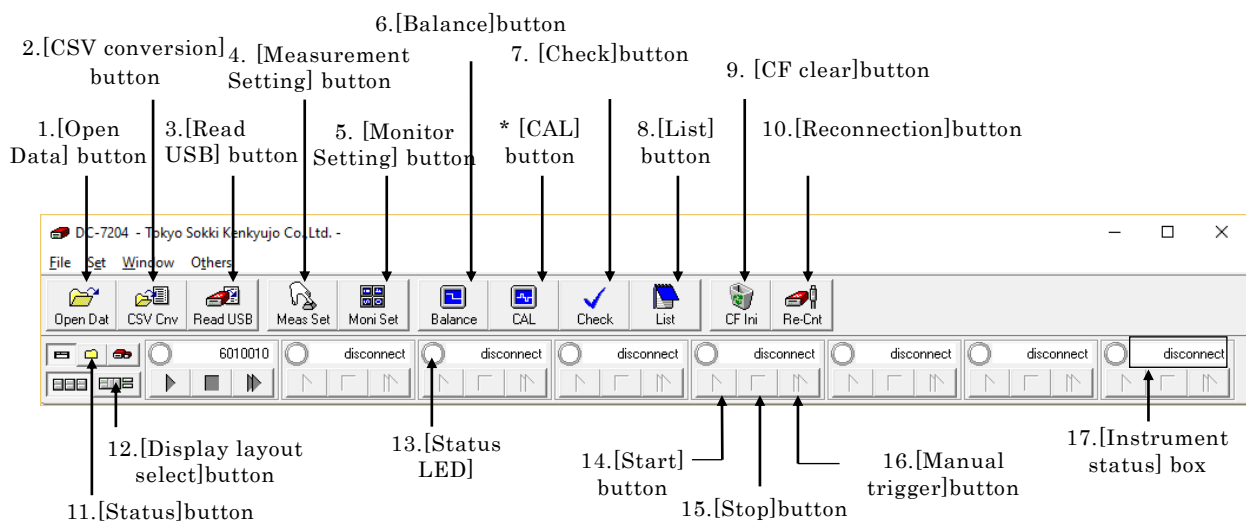 6.[Balance]button
2.[CSV conversion]
button
4. [Measurement
Setting] button
7. [Check]button
9. [CF clear]button
1.[Open
Data] button
3.[Read
USB] button
5. [Monitor
Setting] button
* [CAL]
button
8.[List]
button
10.[Reconnection]button
DC-7204 - Tokyo Sokki Kenkyujo Co.,Ltd. -
File Set Window Others
Open Dat CSV Cnv Read USB Meas Set Moni Set Balance CAL Check List CF Ini Re-Cnt
6010010 disconnect disconnect disconnect disconnect disconnect disconnect disconnect
12.[Display layout
select]button
13.[Status
LED]
14.[Start]
button
16.[Manual
trigger]button
17.[Instrument
status] box
11.[Status]button
15.[Stop]button